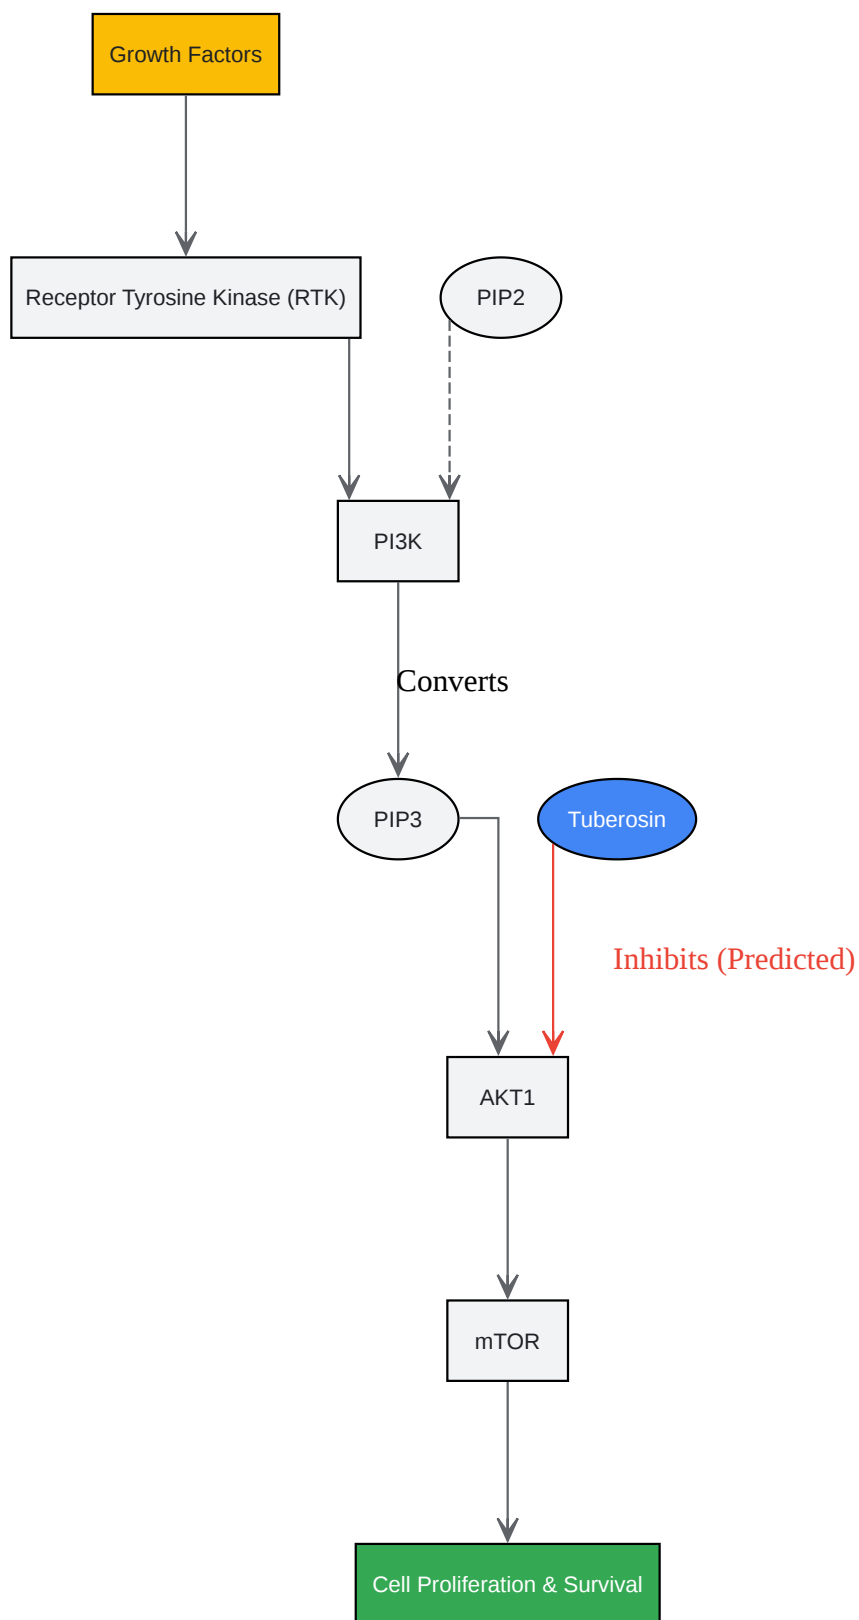 Growth Factors
Receptor Tyrosine Kinase (RTK)
PIP2
PI3K
Converts
PIP3
Tuberosin
Inhibits (Predicted)
AKT1
mTOR
Cell Proliferation & Survival